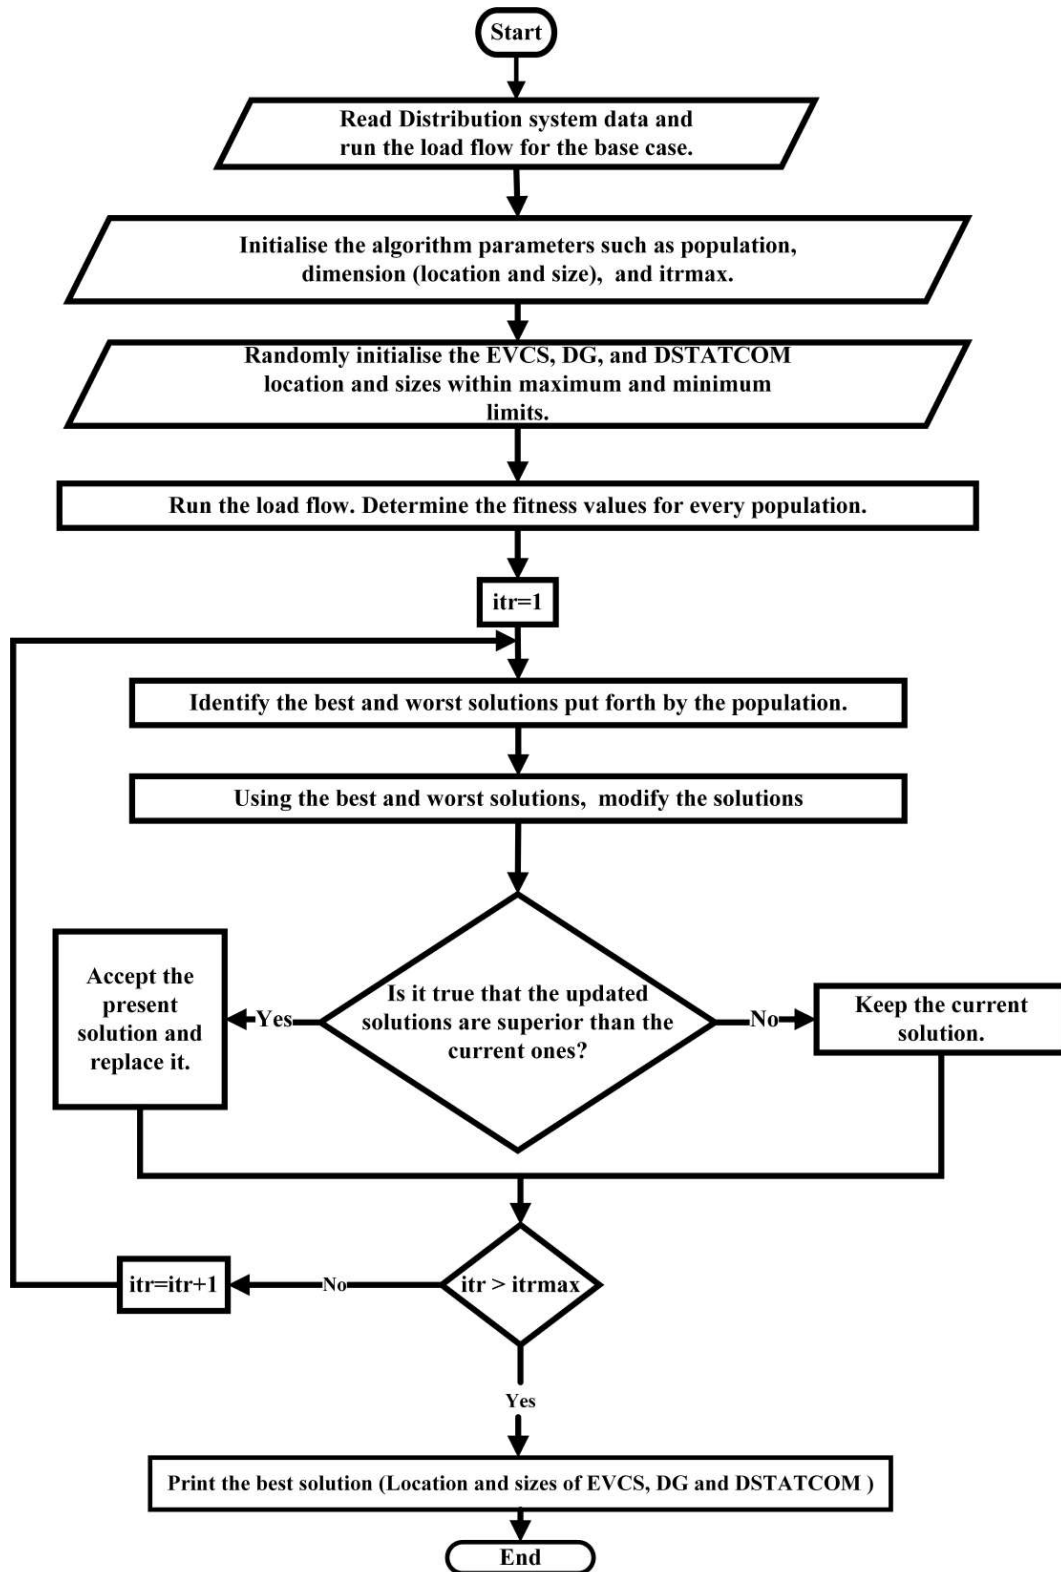 Start
Read Distribution system data and
run the load flow for the base case.
Initialise the algorithm parameters such as population,
dimension (location and size), and itrmax.
Randomly initialise the EVCS, DG, and DSTATCOM
location and sizes within maximum and minimum
limits.
Run the load flow. Determine the fitness values for every population.
itr=1
Identify the best and worst solutions put forth by the population.
Using the best and worst solutions, modify the solutions
Is it true that the updated
solutions are superior than the
current ones?
Yes
Accept the
present
solution and
replace it.
No
Keep the current
solution.
itr > itrmax
No
itr=itr+1
Yes
Print the best solution (Location and sizes of EVCS, DG and DSTATCOM )
End